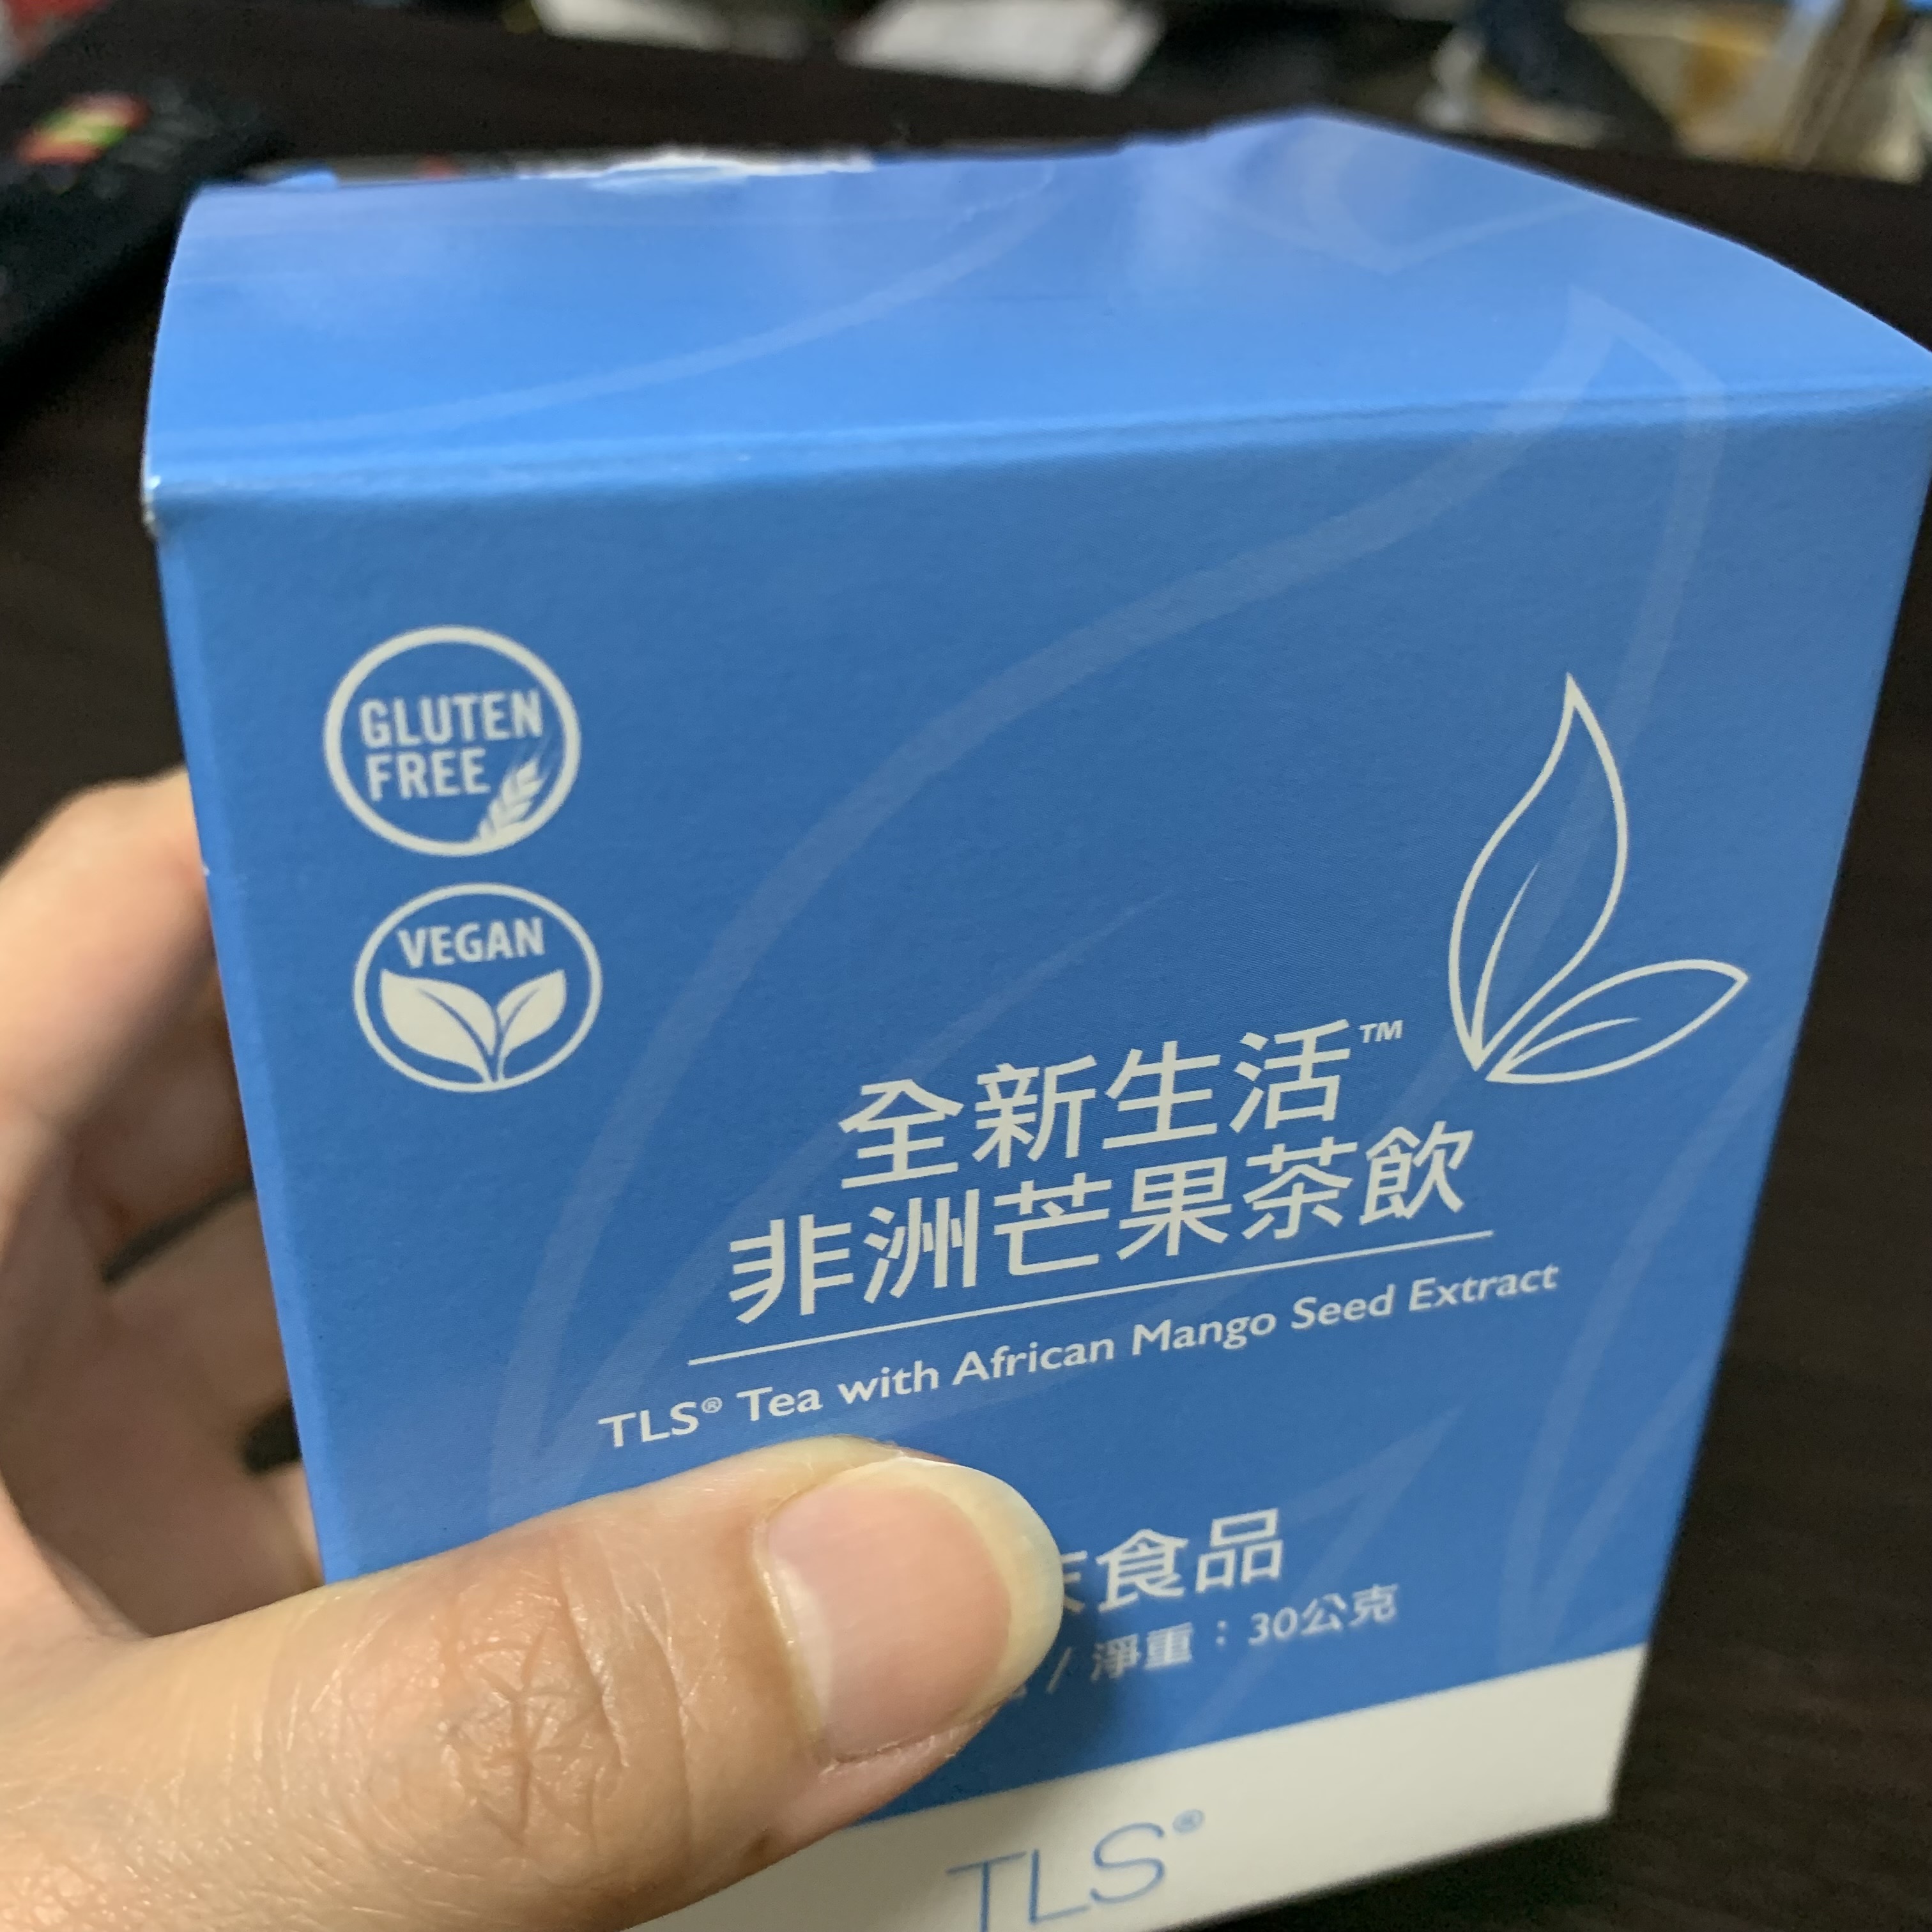 GLUTEN
FREE
VEGAN
全新生活™
非洲芒果茶飲
TLS® Tea with African Mango Seed Extract
食品
/ 淨重：30公克
TLS®